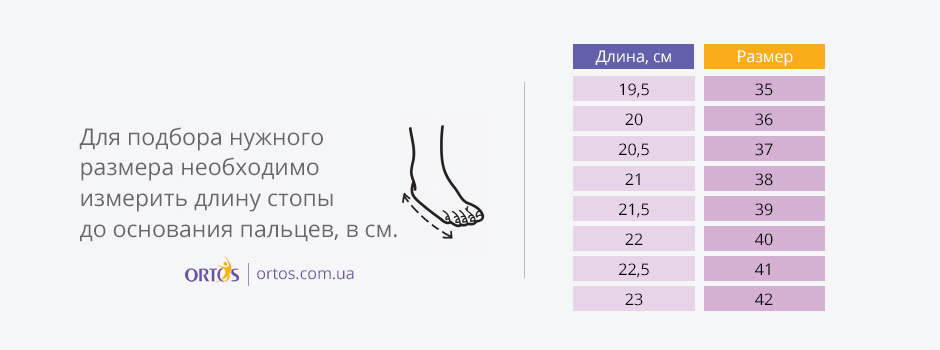 Для подбора нужного
размера необходимо
измерить длину стопы
до основания пальцев, в см.
ORTOS ortos.com.ua
Длина, см Размер
19,5 35
20 36
20,5 37
21 38
21,5 39
22 40
22,5 41
23 42